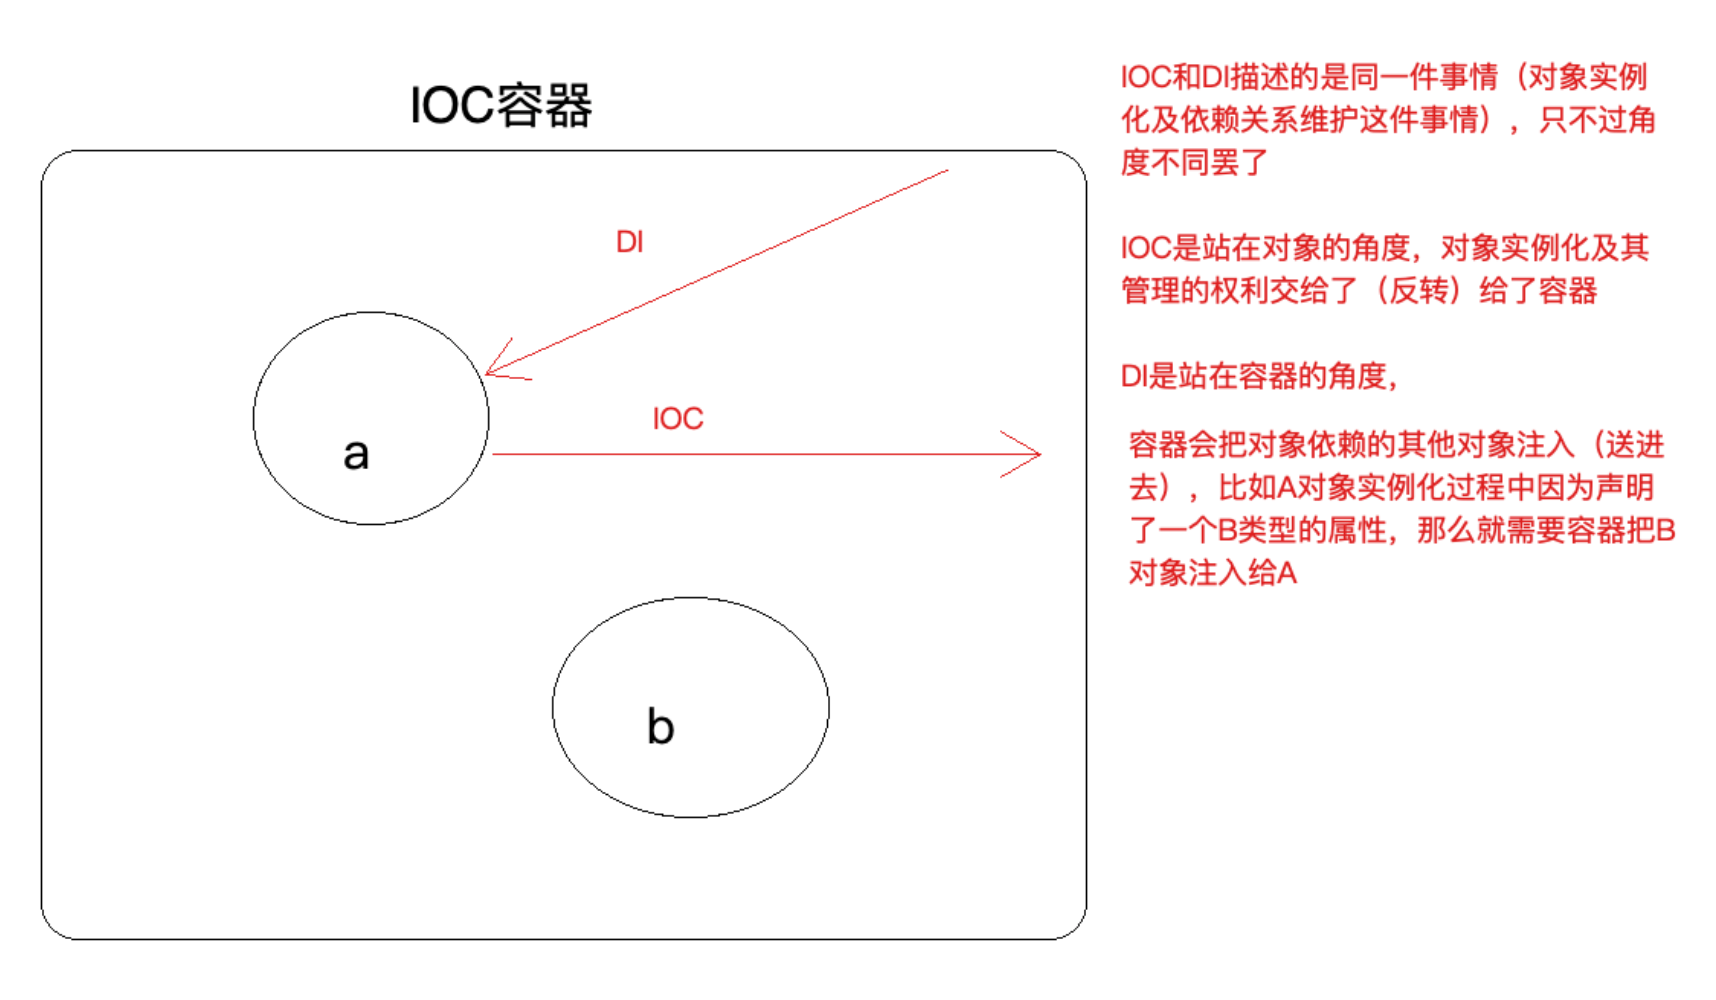 IOC容器
DI
IOC
a
b
IOC和DI描述的是同一件事情（对象实例
化及依赖关系维护这件事情），只不过角
度不同罢了
IOC是站在对象的角度，对象实例化及其
管理的权利交给了（反转）给了容器
DI是站在容器的角度，
容器会把对象依赖的其他对象注入（送进
去），比如A对象实例化过程中因为声明
了一个B类型的属性，那么就需要容器把B
对象注入给A